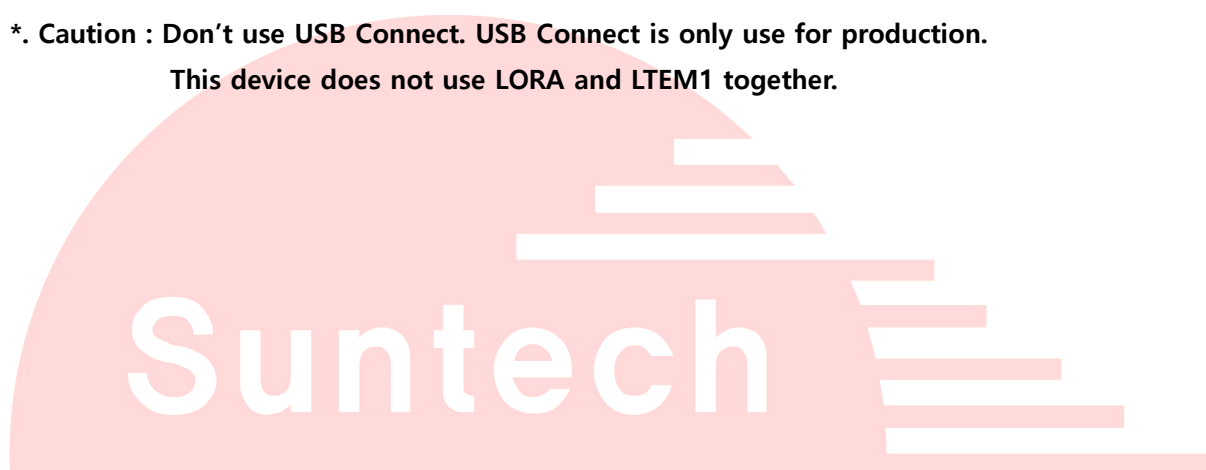 *. Caution : Don’t use USB Connect. USB Connect is only use for production.
This device does not use LORA and LTEM1 together.
Suntech